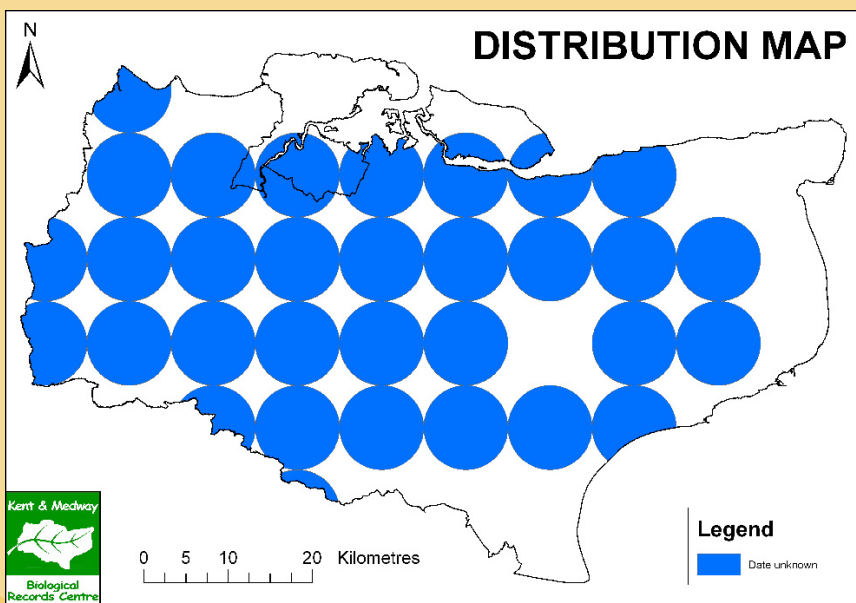 DISTRIBUTION MAP
N
Kent & Medway
Biological
Records Centre
0 5 10 20 Kilometres
Legend
Date unknown